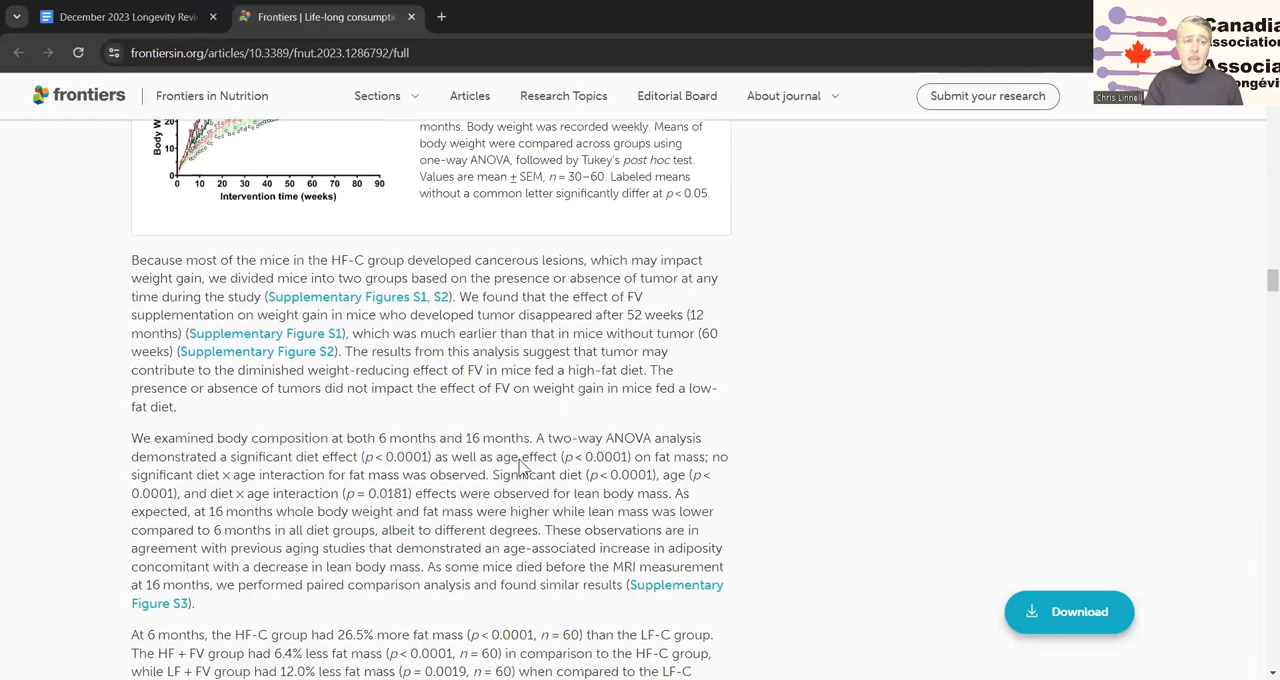 December 2023 Longevity Revi
Frontiers | Life-long consumptio
frontiersin.org/articles/10.3389/fnut.2023.1286792/full
Canadia
Association
Associa
Longévi
Chris Linnell
frontiers
Frontiers in Nutrition
Sections
Articles
Research Topics
Editorial Board
About journal
Submit your research
Body W
20
10
0
0 10 20 30 40 50 60 70 80 90
Intervention time (weeks)
months. Body weight was recorded weekly. Means of
body weight were compared across groups using
one-way ANOVA, followed by Tukey's post hoc test.
Values are mean ± SEM, n = 30–60. Labeled means
without a common letter significantly differ at p < 0.05.
Because most of the mice in the HF-C group developed cancerous lesions, which may impact
weight gain, we divided mice into two groups based on the presence or absence of tumor at any
time during the study (Supplementary Figures S1, S2). We found that the effect of FV
supplementation on weight gain in mice who developed tumor disappeared after 52 weeks (12
months) (Supplementary Figure S1), which was much earlier than that in mice without tumor (60
weeks) (Supplementary Figure S2). The results from this analysis suggest that tumor may
contribute to the diminished weight-reducing effect of FV in mice fed a high-fat diet. The
presence or absence of tumors did not impact the effect of FV on weight gain in mice fed a low-
fat diet.
We examined body composition at both 6 months and 16 months. A two-way ANOVA analysis
demonstrated a significant diet effect (p < 0.0001) as well as age effect (p < 0.0001) on fat mass; no
significant diet × age interaction for fat mass was observed. Significant diet (p < 0.0001), age (p <
0.0001), and diet × age interaction (p = 0.0181) effects were observed for lean body mass. As
expected, at 16 months whole body weight and fat mass were higher while lean mass was lower
compared to 6 months in all diet groups, albeit to different degrees. These observations are in
agreement with previous aging studies that demonstrated an age-associated increase in adiposity
concomitant with a decrease in lean body mass. As some mice died before the MRI measurement
at 16 months, we performed paired comparison analysis and found similar results (Supplementary
Figure S3).
At 6 months, the HF-C group had 26.5% more fat mass (p < 0.0001, n = 60) than the LF-C group.
The HF + FV group had 6.4% less fat mass (p < 0.0001, n = 60) in comparison to the HF-C group,
while LF + FV group had 12.0% less fat mass (p = 0.0019, n = 60) when compared to the LF-C
Download